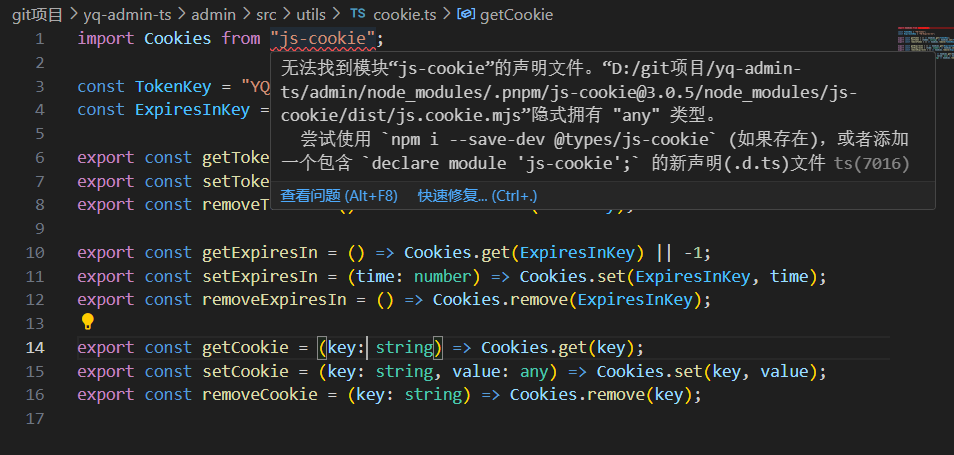 git项目 > yq-admin-ts > admin > src > utils > TS cookie.ts > getCookie
1 import Cookies from "js-cookie";
2
无法找到模块“js-cookie”的声明文件。“D:/git项目/yq-admin-
3 const TokenKey = "YQ
ts/admin/node_modules/.pnpm/js-cookie@3.0.5/node_modules/js-
4 const ExpiresInKey =
cookie/dist/js.cookie.mjs”隐式拥有 "any" 类型。
5
尝试使用 `npm i --save-dev @types/js-cookie` (如果存在)，或者添加
6 export const getToke
一个包含 `declare module 'js-cookie';` 的新声明(.d.ts)文件 ts(7016)
7 export const setToke
查看问题 (Alt+F8) 快速修复... (Ctrl+.)
8 export const removeT
9
10 export const getExpiresIn = () => Cookies.get(ExpiresInKey) || -1;
11 export const setExpiresIn = (time: number) => Cookies.set(ExpiresInKey, time);
12 export const removeExpiresIn = () => Cookies.remove(ExpiresInKey);
13
14 export const getCookie = (key: string) => Cookies.get(key);
15 export const setCookie = (key: string, value: any) => Cookies.set(key, value);
16 export const removeCookie = (key: string) => Cookies.remove(key);
17